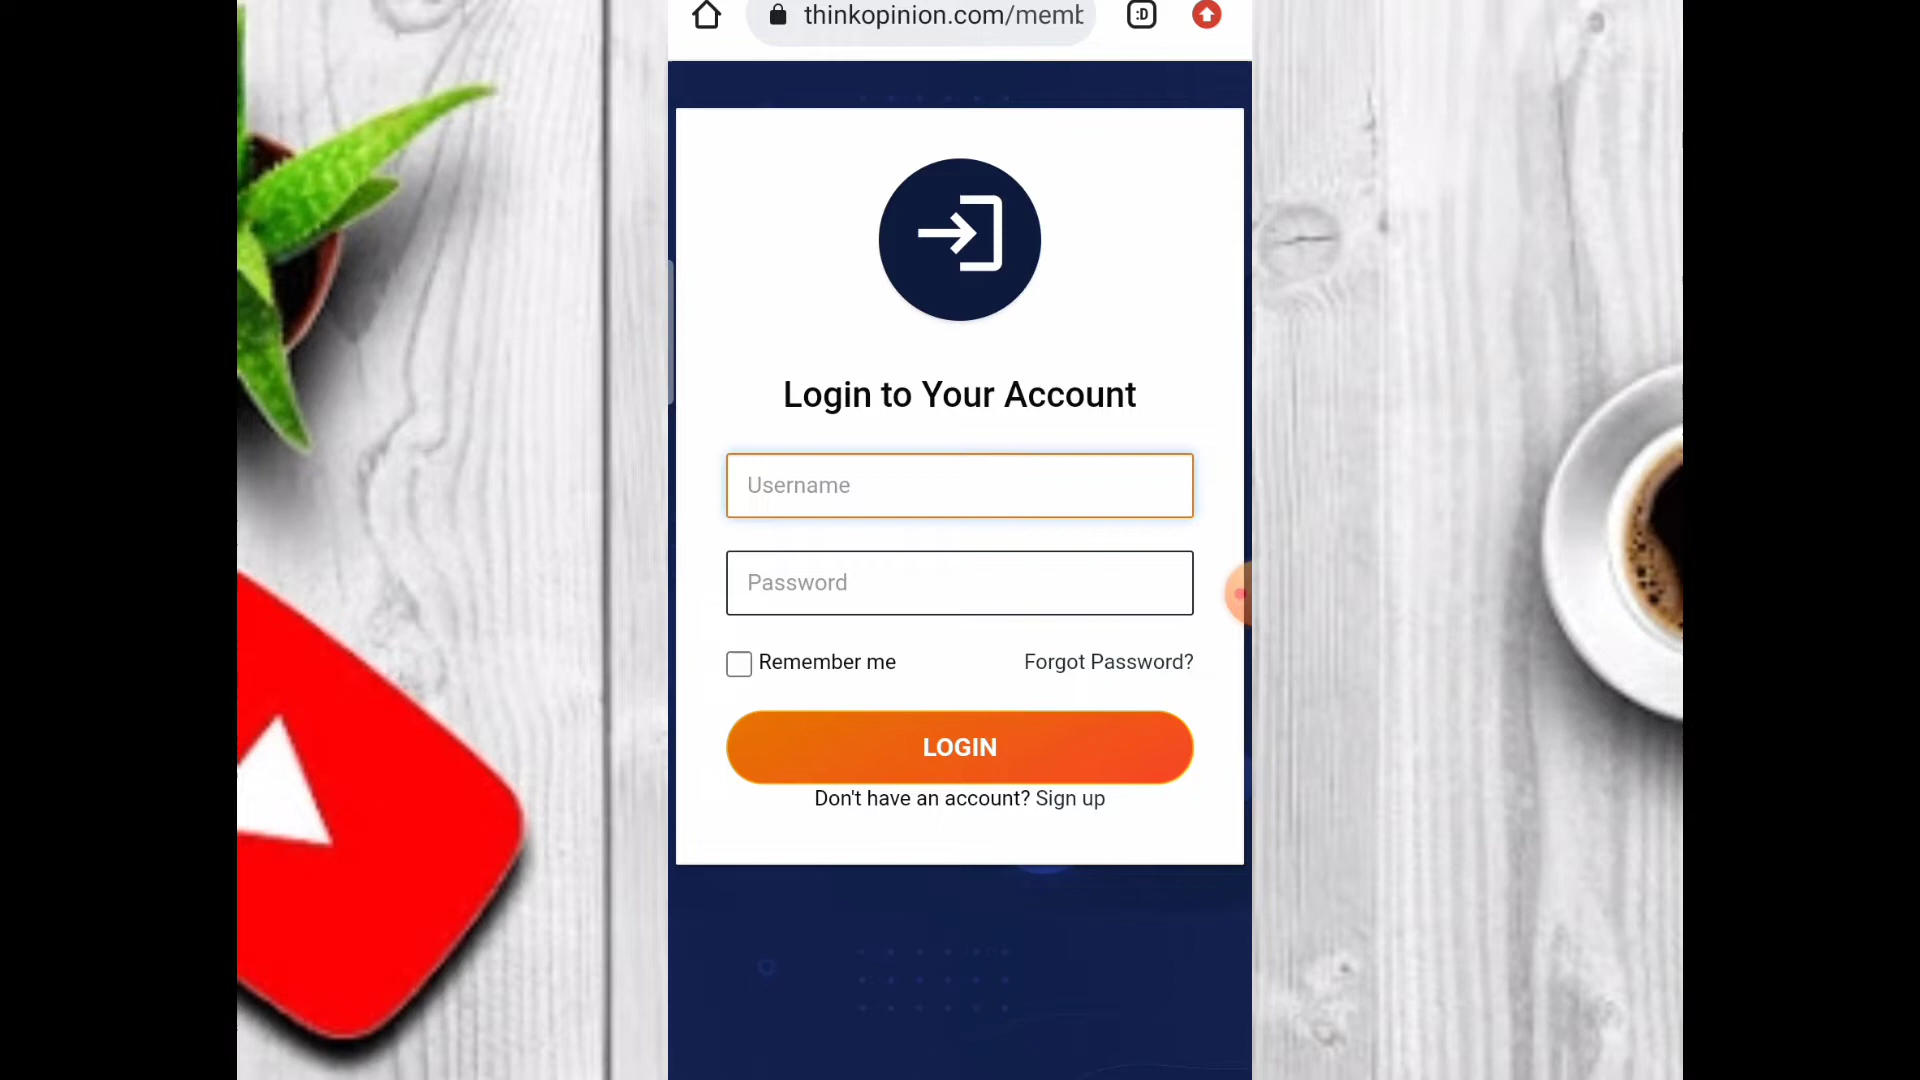 thinkopinion.com/memb
:D
Login to Your Account
Username
Password
Remember me
Forgot Password?
LOGIN
Don't have an account? Sign up